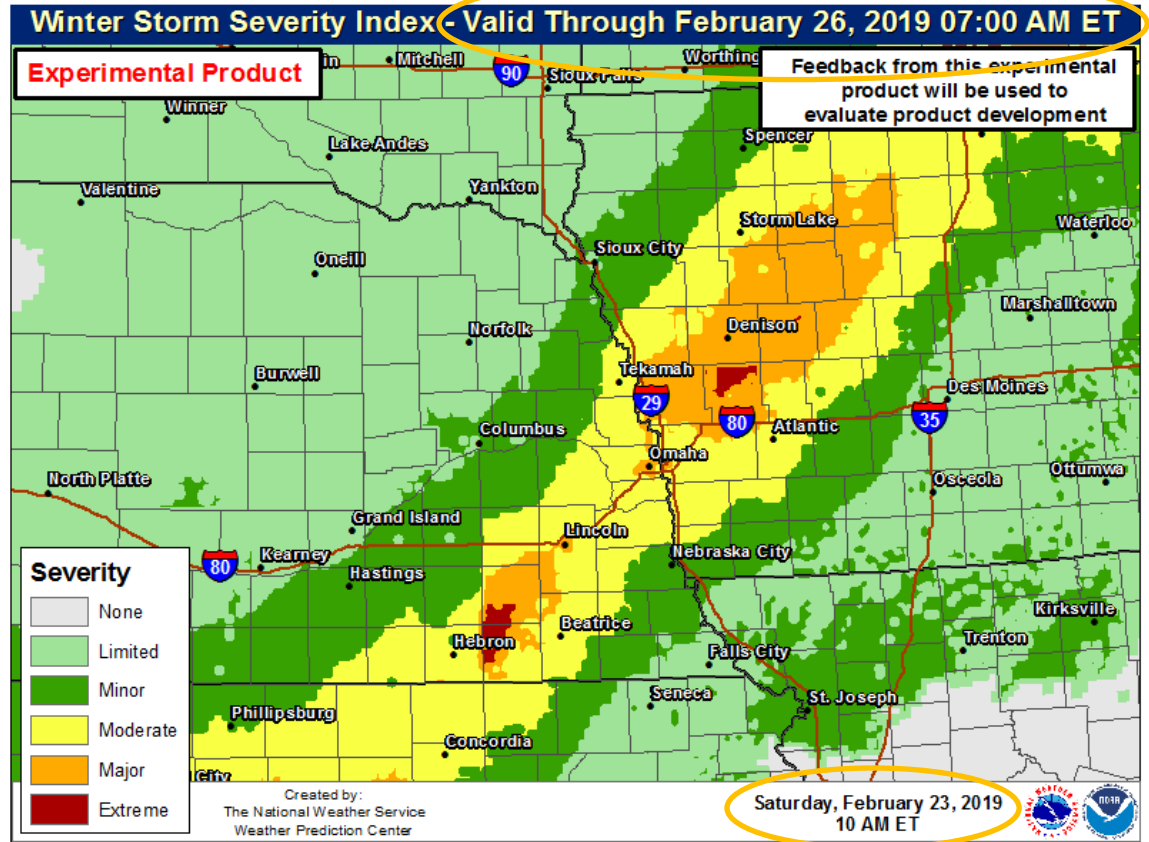 Winter Storm Severity Index - Valid Through February 26, 2019 07:00 AM ET
Experimental Product
Feedback from this experimental
product will be used to
evaluate product development
in
Mitchell
90
Sioux Falls
Worthing
Winner
Spencer
Lake Andes
Valentine
Yankton
Storm Lake
Waterloo
Sioux City
Oneill
Marshalltown
Norfolk
Denison
Burwell
Tekamah
Des Moines
29
80
35
Columbus
Atlantic
Omaha
North Platte
Ottumwa
Osceola
Grand Island
Lincoln
Kearney
80
Nebraska City
Hastings
Kirksville
Beatrice
Hebron
Trenton
Falls City
Seneca
St. Joseph
Phillipsburg
Concordia
City
Severity
None
Limited
Minor
Moderate
Major
Extreme
Created by:
The National Weather Service
Weather Prediction Center
Saturday, February 23, 2019
10 AM ET
NOAA